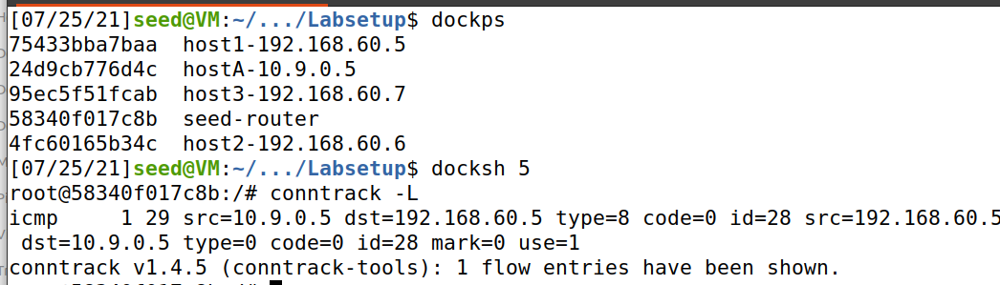 [07/25/21]seed@VM:~/.../Labsetup$ dockps
75433bba7baa  host1-192.168.60.5
24d9cb776d4c  hostA-10.9.0.5
95ec5f51fcab  host3-192.168.60.7
58340f017c8b  seed-router
4fc60165b34c  host2-192.168.60.6
[07/25/21]seed@VM:~/.../Labsetup$ docksh 5
root@58340f017c8b:/# conntrack -L
icmp     1 29 src=10.9.0.5 dst=192.168.60.5 type=8 code=0 id=28 src=192.168.60.5
 dst=10.9.0.5 type=0 code=0 id=28 mark=0 use=1
conntrack v1.4.5 (conntrack-tools): 1 flow entries have been shown.